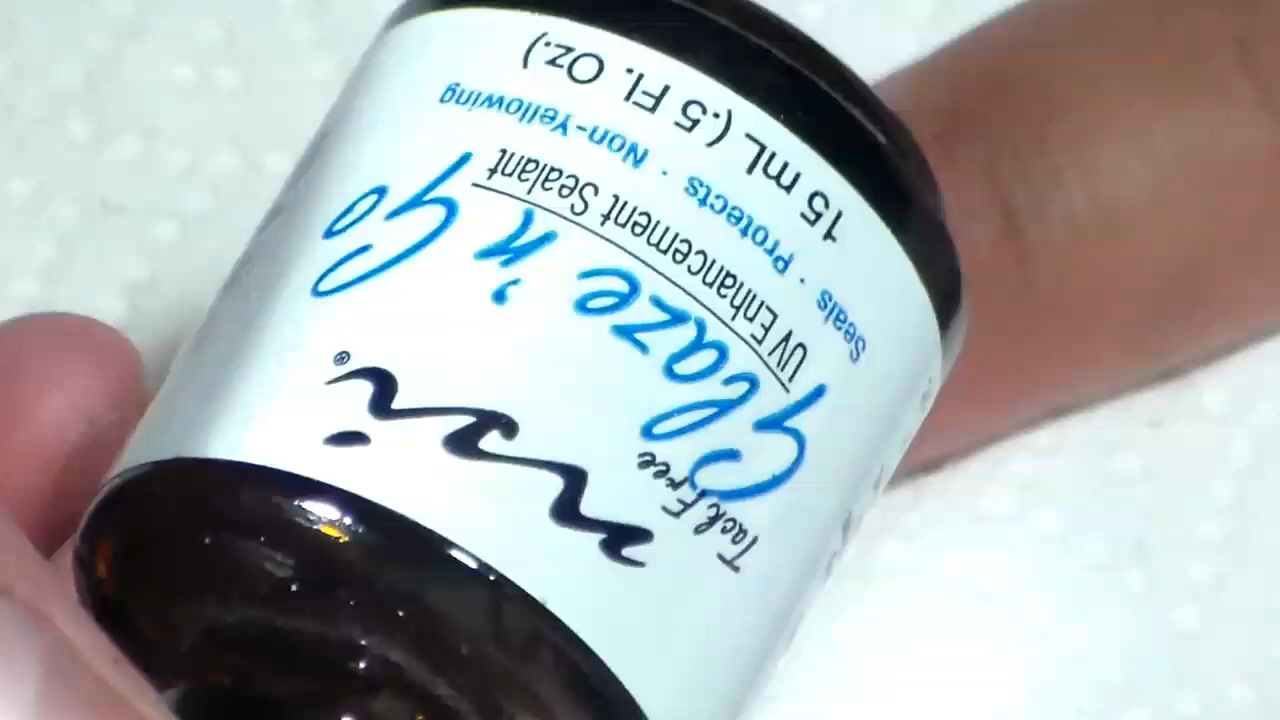 nsi®
Tack Free
Glaze 'n Go
UV Enhancement Sealant
Seals · Protects · Non-Yellowing
15 mL (.5 Fl. Oz.)